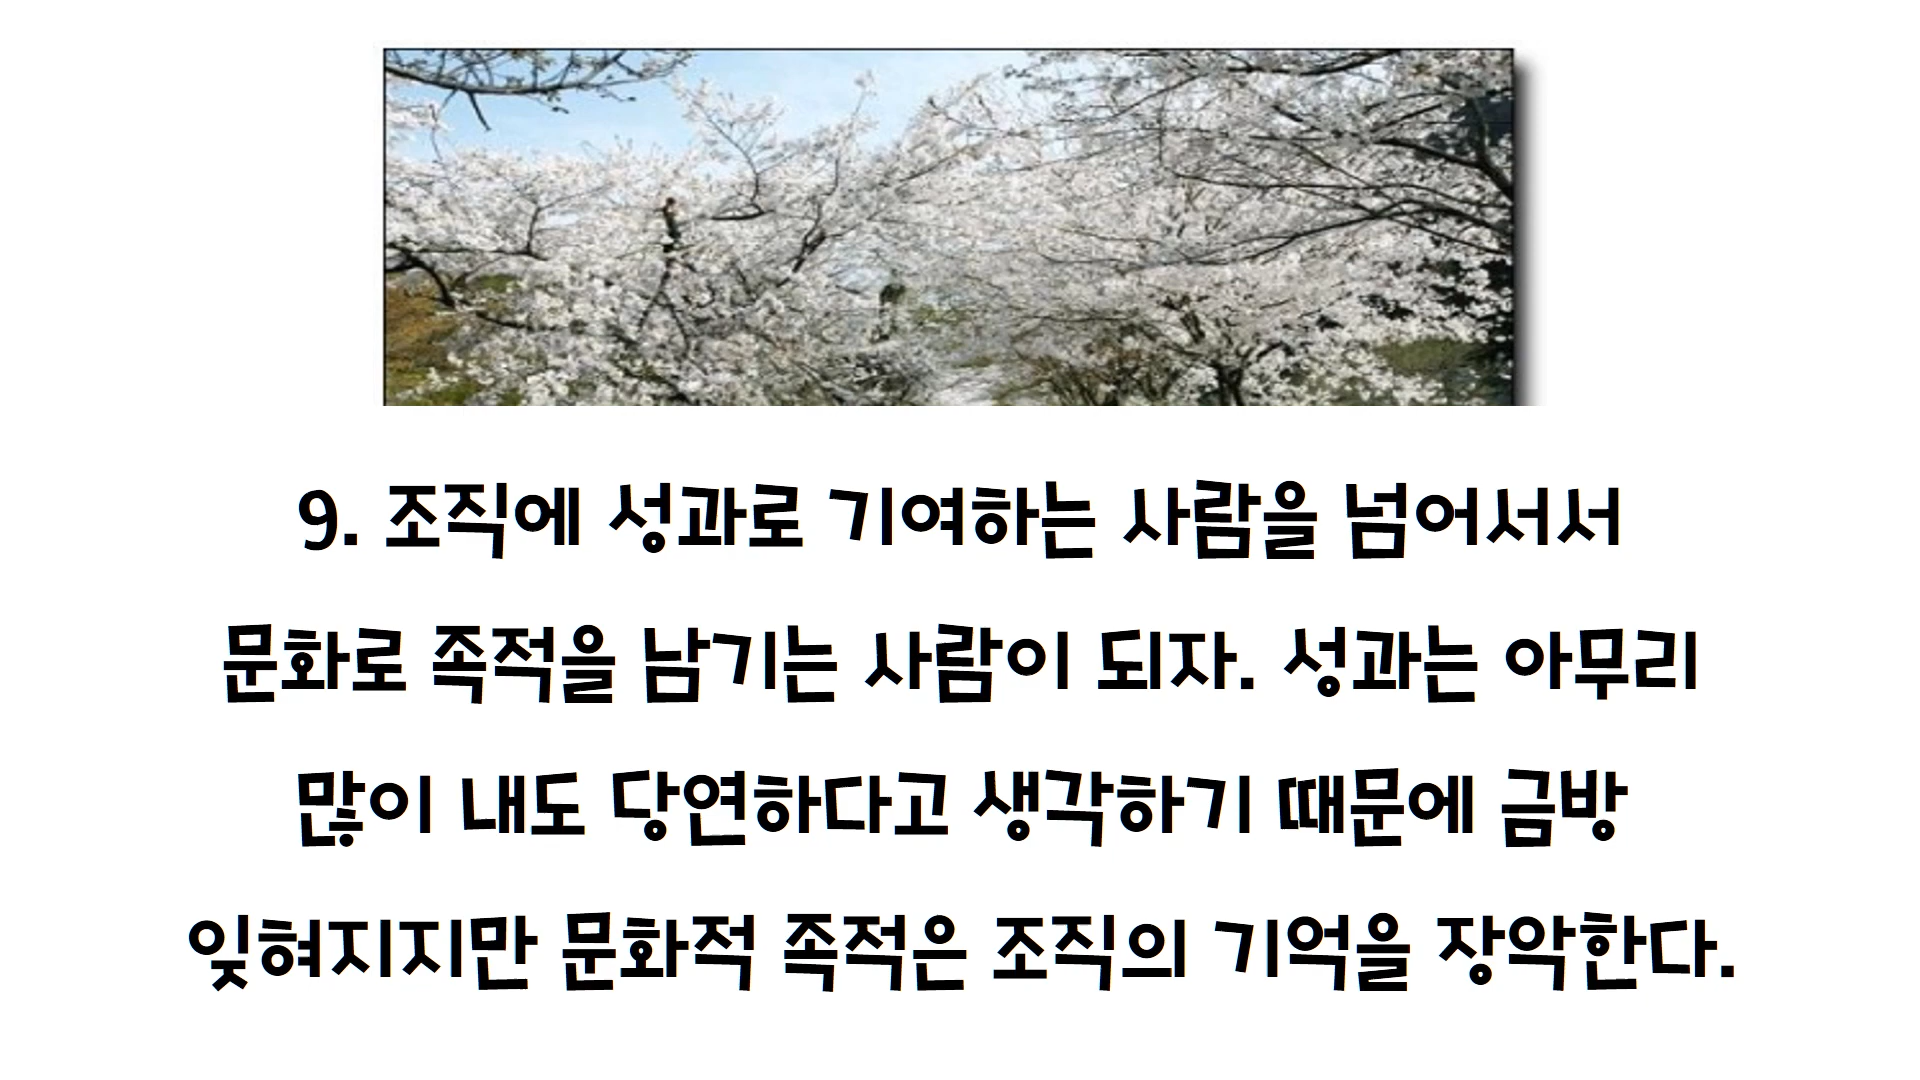 9. 조직에 성과로 기여하는 사람을 넘어서서
문화로 족적을 남기는 사람이 되자. 성과는 아무리
많이 내도 당연하다고 생각하기 때문에 금방
잊혀지지만 문화적 족적은 조직의 기억을 장악한다.